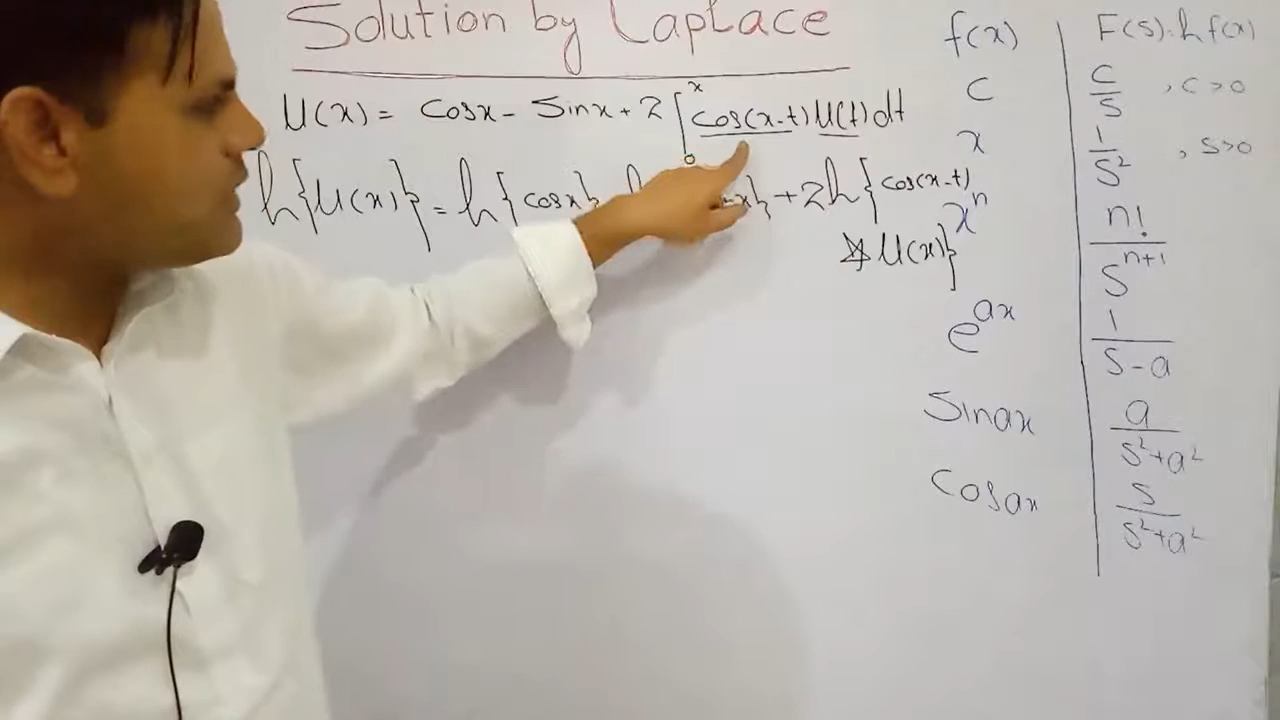 Solution by Laplace
U(x) = Cosx - Sinx + 2 ∫₀ˣ cos(x-t) U(t) dt
h{U(x)} = h{cosx} x} + 2h{cos(x-t)
* U(x)}
f(x) F(s) = h f(x)
c c/s , c>0
x 1/s² , s>0
xⁿ n!/sⁿ⁺¹
e^ax 1/(s-a)
Sinax a/(s²+a²)
Cosax s/(s²+a²)